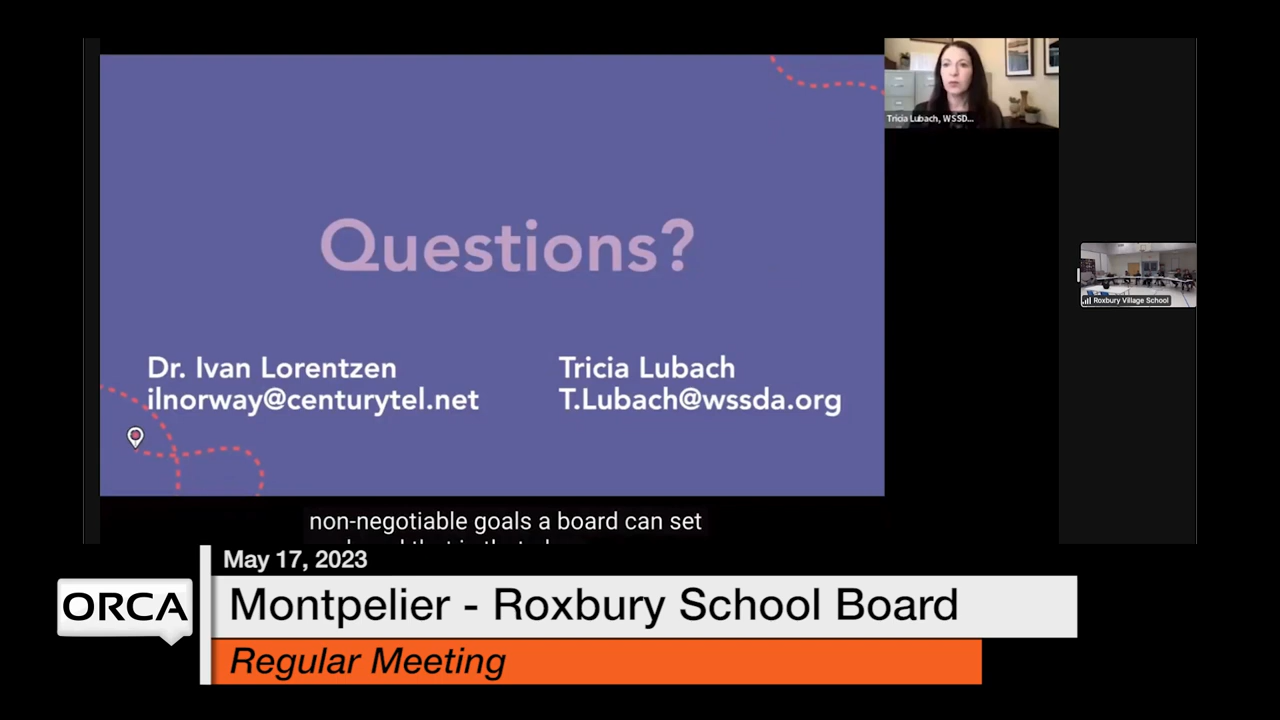 Questions?
Dr. Ivan Lorentzen
ilnorway@centurytel.net
Tricia Lubach
T.Lubach@wssda.org
Tricia Lubach, WSSD...
Roxbury Village School
non-negotiable goals a board can set
May 17, 2023
ORCA
Montpelier - Roxbury School Board
Regular Meeting